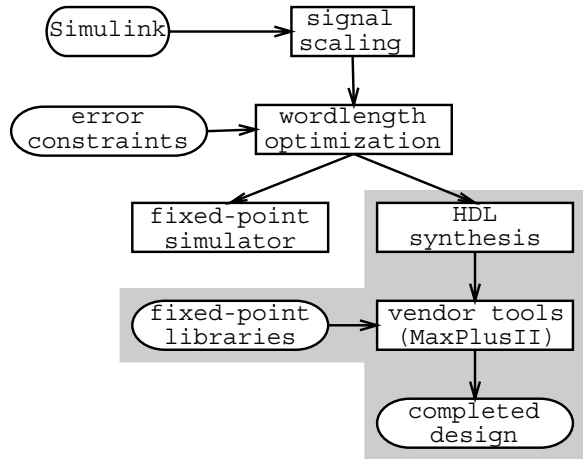 Simulink
signal
scaling
error
constraints
wordlength
optimization
fixed-point
simulator
HDL
synthesis
fixed-point
libraries
vendor tools
(MaxPlusII)
completed
design